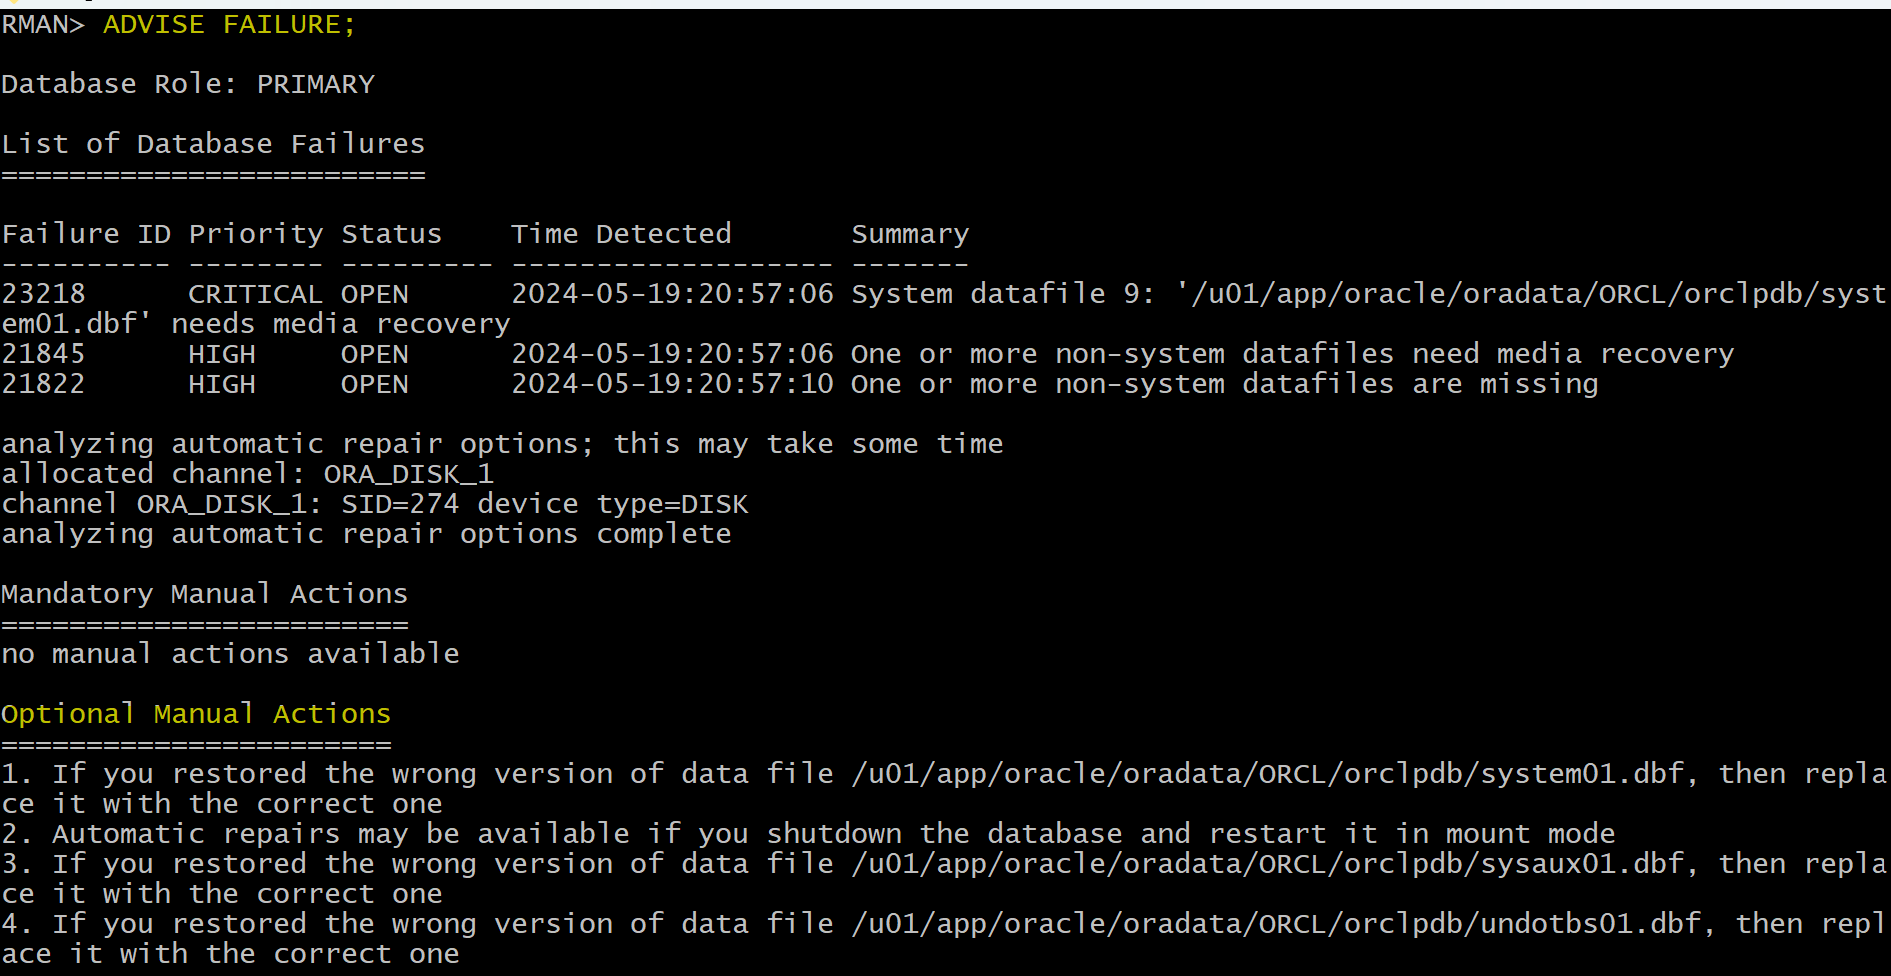 RMAN> ADVISE FAILURE;
Database Role: PRIMARY
List of Database Failures
=========================
Failure ID Priority Status    Time Detected       Summary
---------- -------- --------- ------------------- -------
23218      CRITICAL OPEN      2024-05-19:20:57:06 System datafile 9: '/u01/app/oracle/oradata/ORCL/orclpdb/syst
em01.dbf' needs media recovery
21845      HIGH     OPEN      2024-05-19:20:57:06 One or more non-system datafiles need media recovery
21822      HIGH     OPEN      2024-05-19:20:57:10 One or more non-system datafiles are missing
analyzing automatic repair options; this may take some time
allocated channel: ORA_DISK_1
channel ORA_DISK_1: SID=274 device type=DISK
analyzing automatic repair options complete
Mandatory Manual Actions
========================
no manual actions available
Optional Manual Actions
=======================
1. If you restored the wrong version of data file /u01/app/oracle/oradata/ORCL/orclpdb/system01.dbf, then repla
ce it with the correct one
2. Automatic repairs may be available if you shutdown the database and restart it in mount mode
3. If you restored the wrong version of data file /u01/app/oracle/oradata/ORCL/orclpdb/sysaux01.dbf, then repla
ce it with the correct one
4. If you restored the wrong version of data file /u01/app/oracle/oradata/ORCL/orclpdb/undotbs01.dbf, then repl
ace it with the correct one